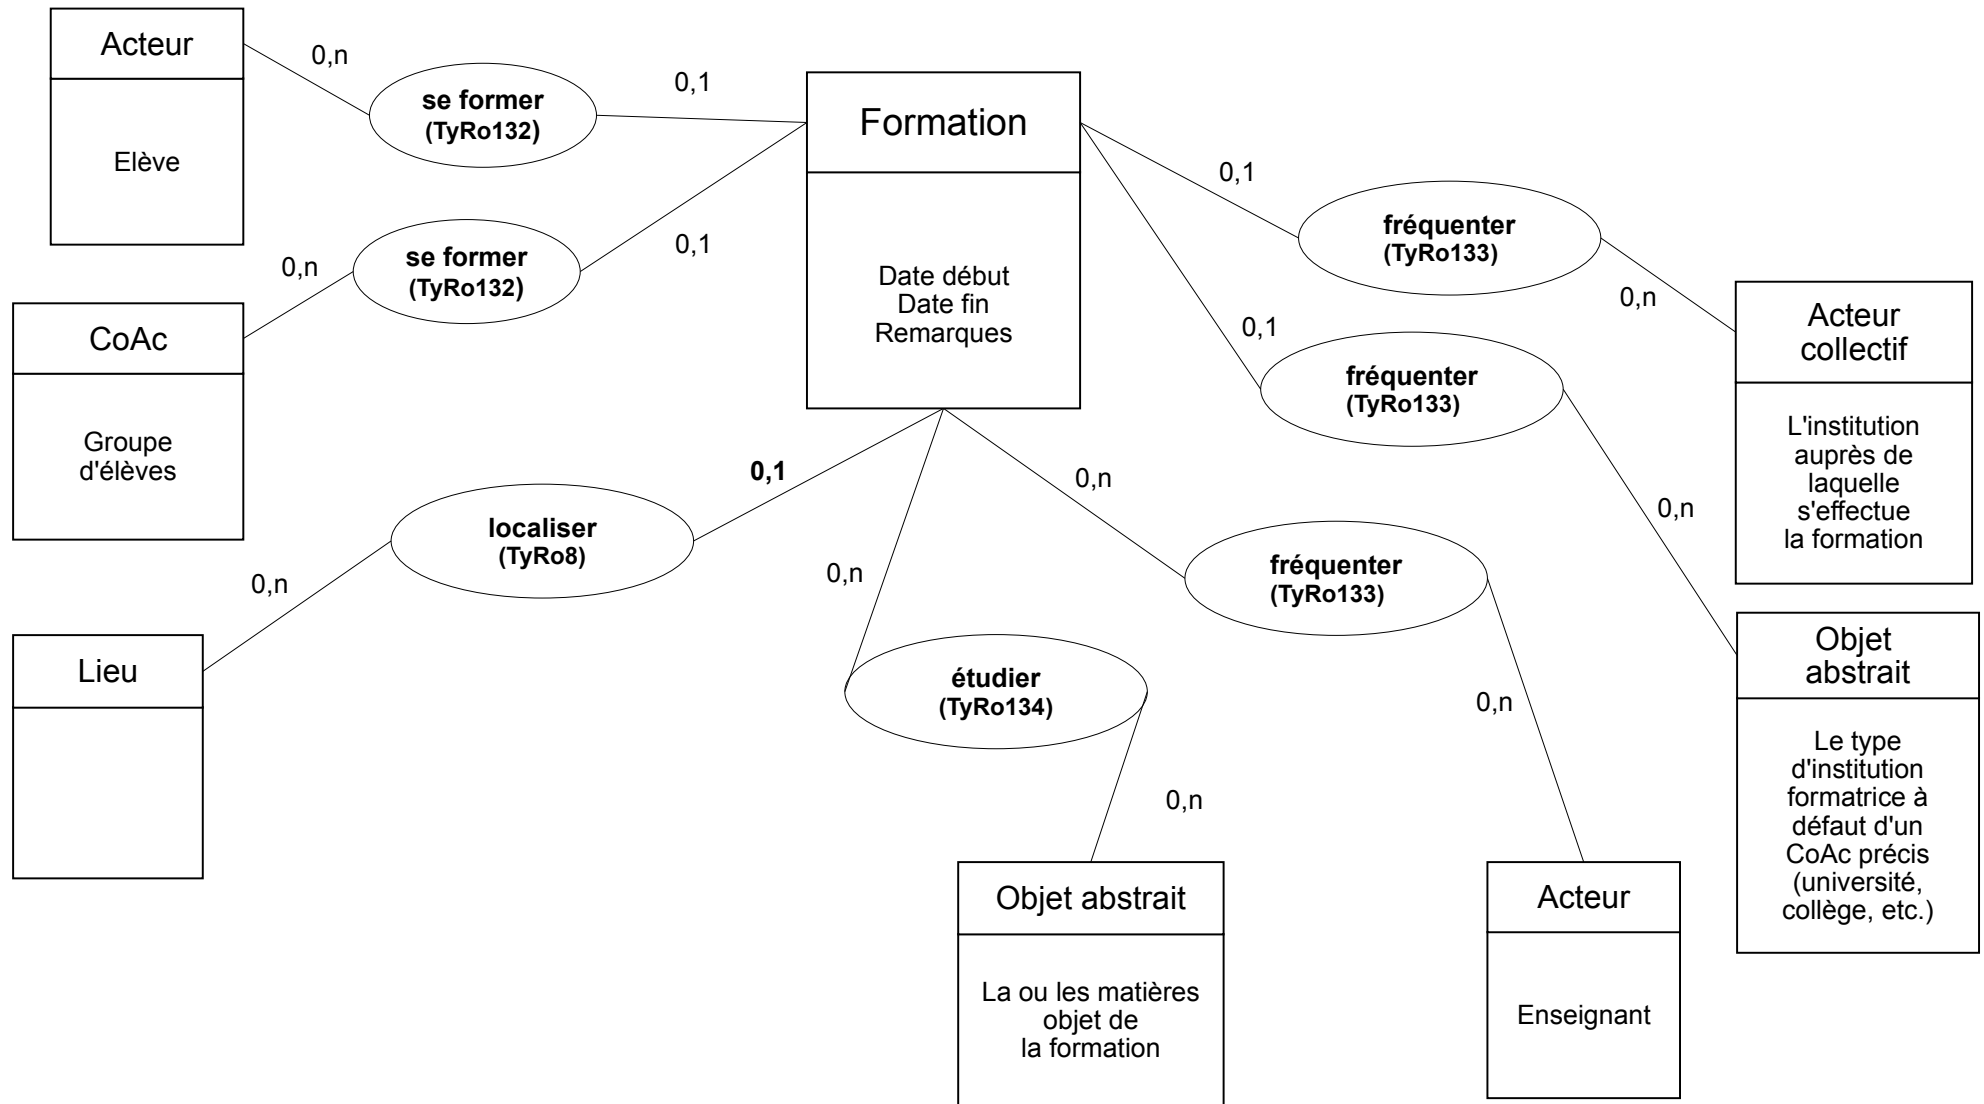 Acteur
Elève
0,n
se former
(TyRo132)
0,1
CoAc
Groupe
d'élèves
0,n
se former
(TyRo132)
0,1
Formation
Date début
Date fin
Remarques
0,1
fréquenter
(TyRo133)
0,n
Acteur
collectif
L'institution
auprès de
laquelle
s'effectue
la formation
0,1
fréquenter
(TyRo133)
0,n
Objet
abstrait
Le type
d'institution
formatrice à
défaut d'un
CoAc précis
(université,
collège, etc.)
0,1
localiser
(TyRo8)
0,n
Lieu
0,n
étudier
(TyRo134)
0,n
Objet abstrait
La ou les matières
objet de
la formation
0,n
fréquenter
(TyRo133)
0,n
Acteur
Enseignant